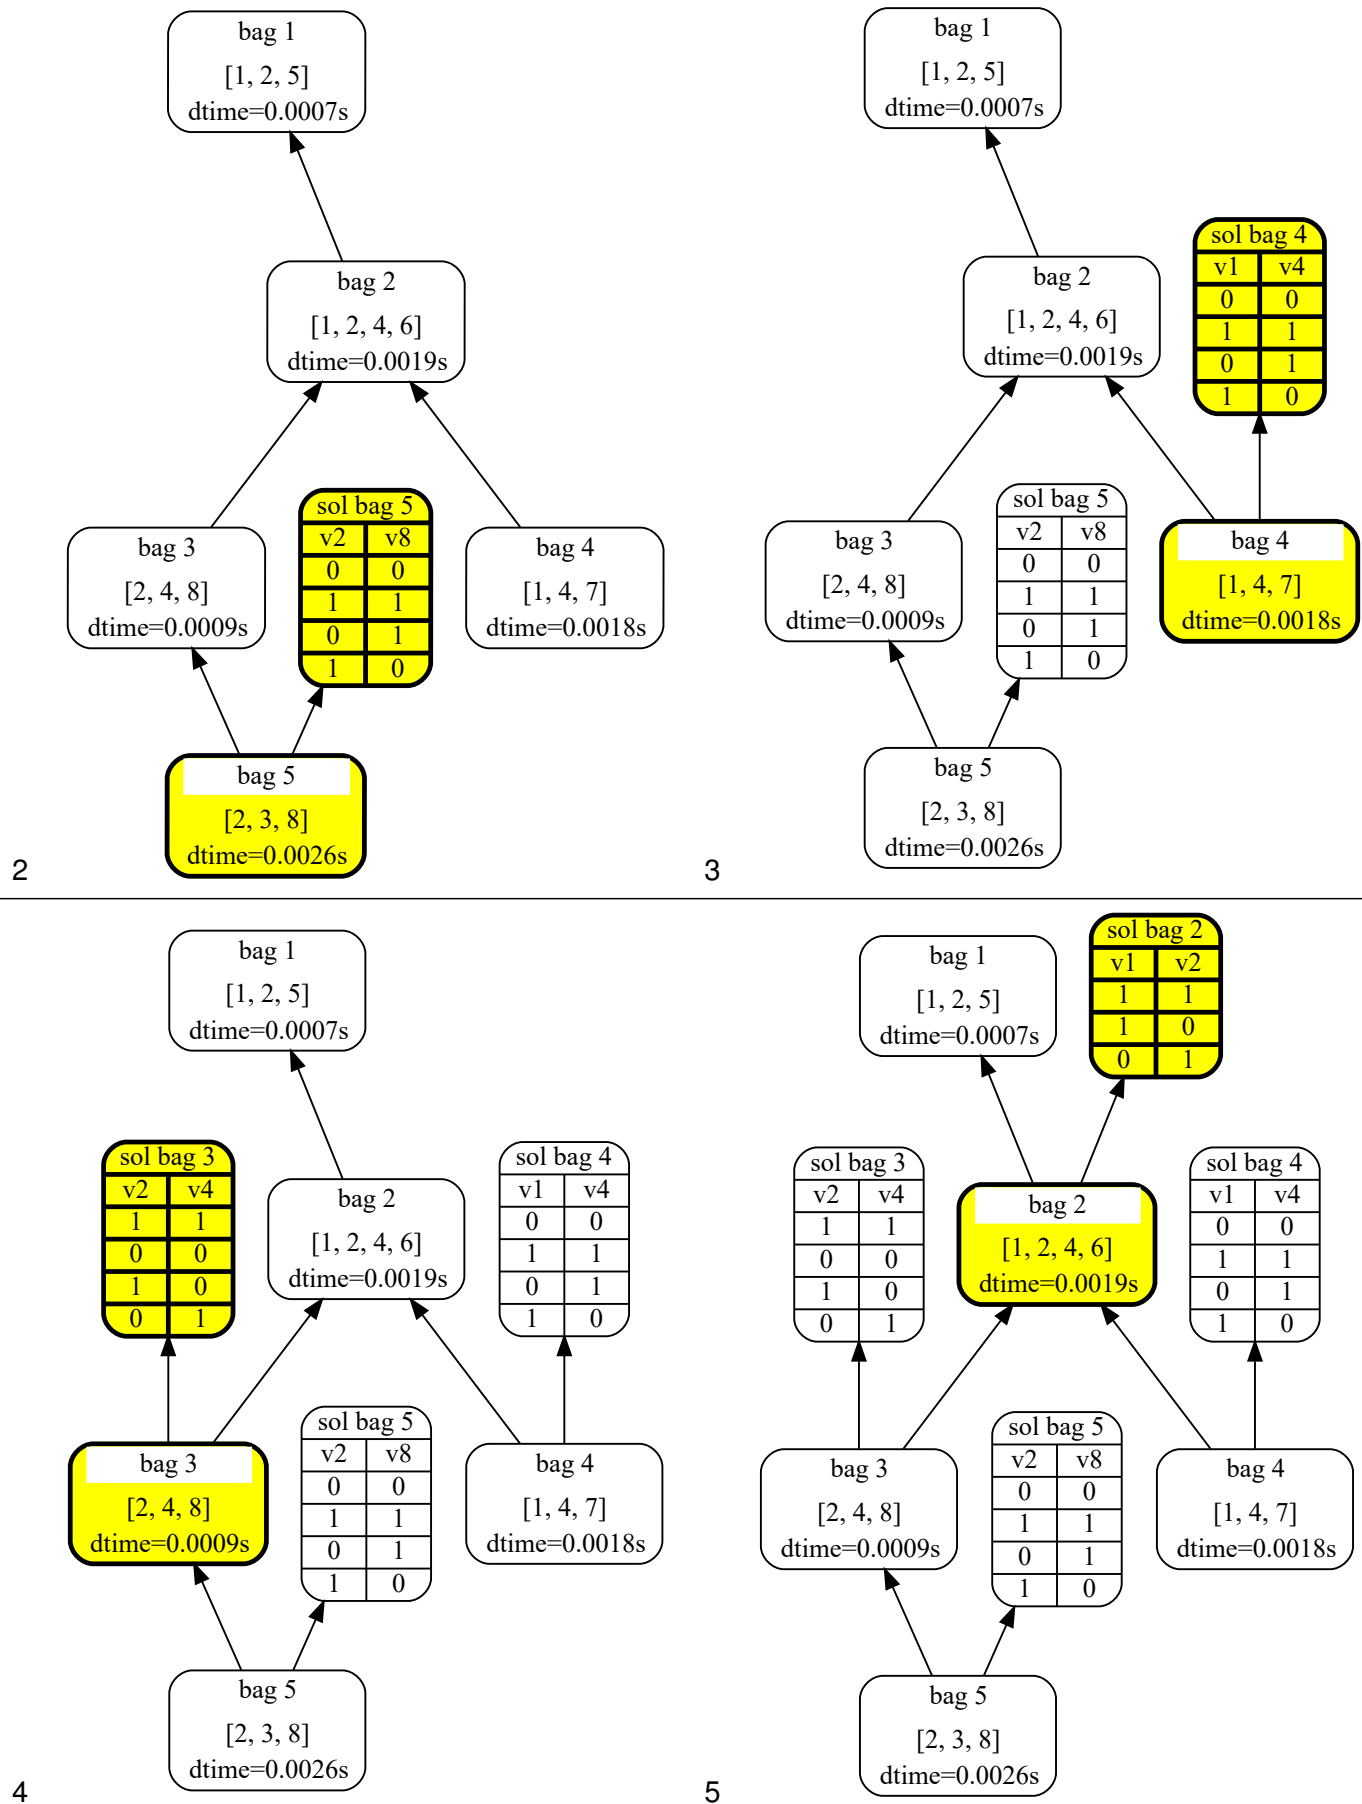 bag 1
[1, 2, 5]
dtime=0.0007s
bag 2
[1, 2, 4, 6]
dtime=0.0019s
bag 3
[2, 4, 8]
dtime=0.0009s
sol bag 5
v2 v8
0 0
1 1
0 1
1 0
bag 4
[1, 4, 7]
dtime=0.0018s
bag 5
[2, 3, 8]
dtime=0.0026s
2
bag 1
[1, 2, 5]
dtime=0.0007s
bag 2
[1, 2, 4, 6]
dtime=0.0019s
sol bag 4
v1 v4
0 0
1 1
0 1
1 0
bag 3
[2, 4, 8]
dtime=0.0009s
sol bag 5
v2 v8
0 0
1 1
0 1
1 0
bag 4
[1, 4, 7]
dtime=0.0018s
bag 5
[2, 3, 8]
dtime=0.0026s
3
bag 1
[1, 2, 5]
dtime=0.0007s
sol bag 3
v2 v4
1 1
0 0
1 0
0 1
bag 2
[1, 2, 4, 6]
dtime=0.0019s
sol bag 4
v1 v4
0 0
1 1
0 1
1 0
bag 3
[2, 4, 8]
dtime=0.0009s
sol bag 5
v2 v8
0 0
1 1
0 1
1 0
bag 4
[1, 4, 7]
dtime=0.0018s
bag 5
[2, 3, 8]
dtime=0.0026s
4
bag 1
[1, 2, 5]
dtime=0.0007s
sol bag 2
v1 v2
1 1
1 0
0 1
sol bag 3
v2 v4
1 1
0 0
1 0
0 1
bag 2
[1, 2, 4, 6]
dtime=0.0019s
sol bag 4
v1 v4
0 0
1 1
0 1
1 0
bag 3
[2, 4, 8]
dtime=0.0009s
sol bag 5
v2 v8
0 0
1 1
0 1
1 0
bag 4
[1, 4, 7]
dtime=0.0018s
bag 5
[2, 3, 8]
dtime=0.0026s
5